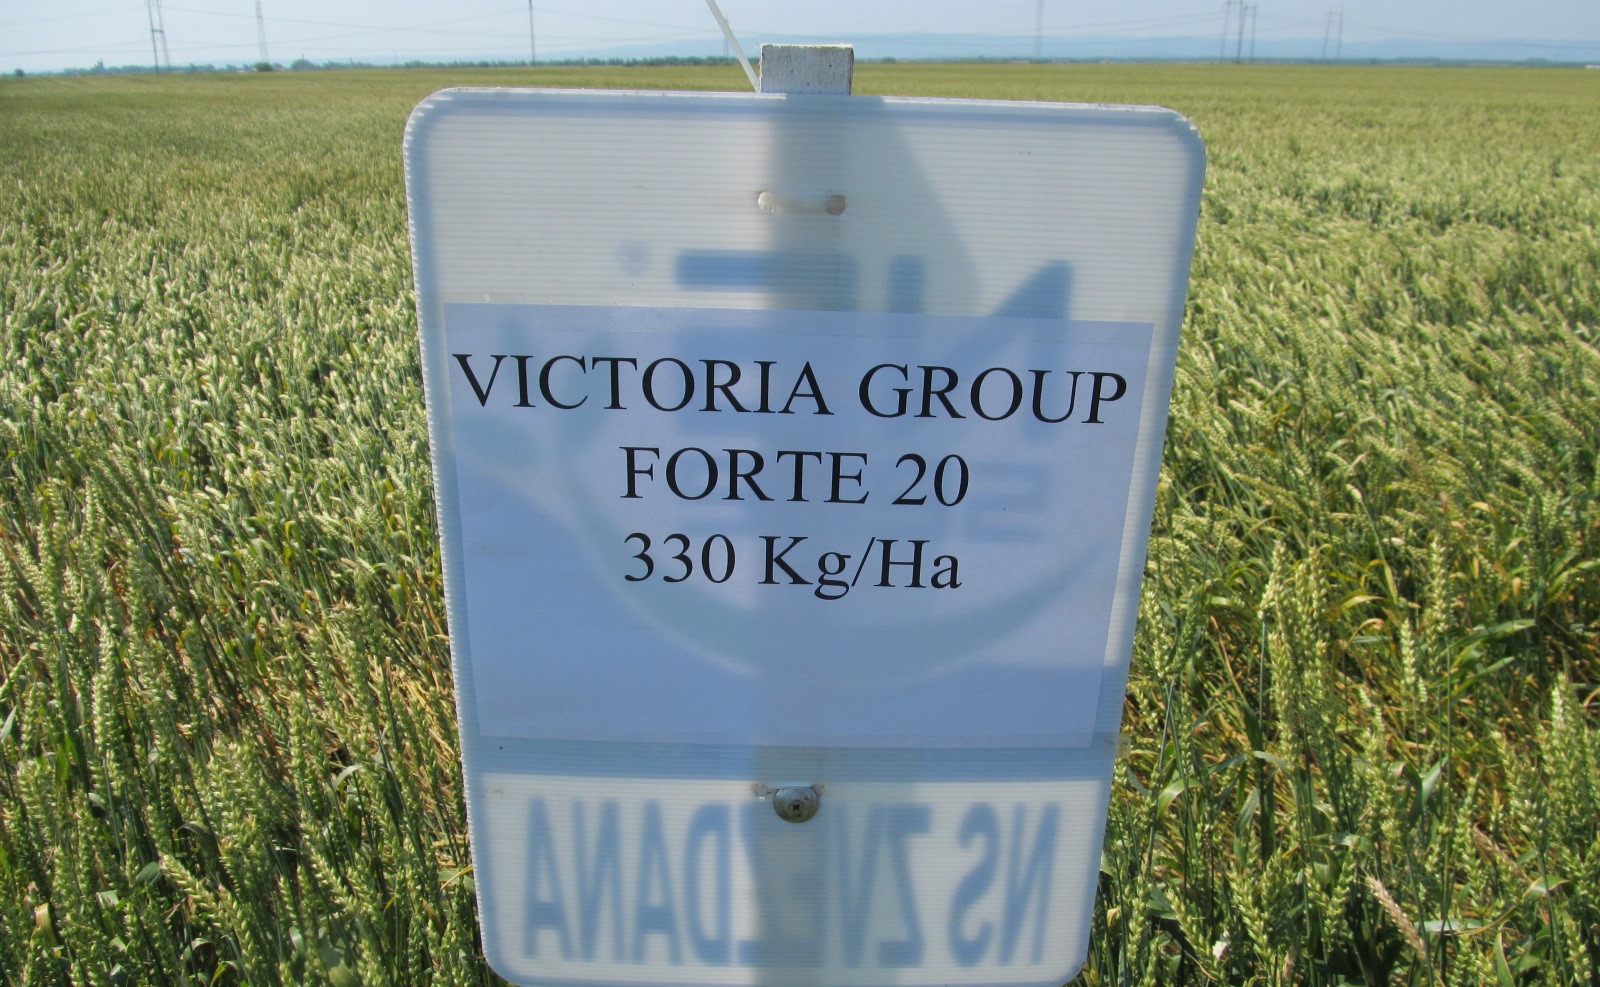 VICTORIA GROUP
FORTE 20
330 Kg/Ha
NS ZVEZDANA